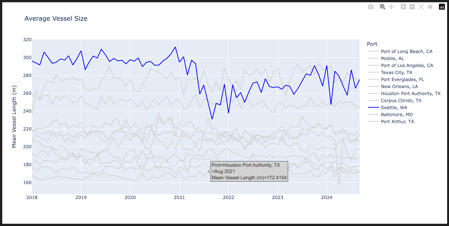 Average Vessel Size
Port
Port of Long Beach, CA
Mobile, AL
Port of Los Angeles, CA
Texas City, TX
Port Everglades, FL
New Orleans, LA
Houston Port Authority, TX
Corpus Christi, TX
Seattle, WA
Baltimore, MD
Port Arthur, TX
Mean Vessel Length (m)
320
300
280
260
240
220
200
180
160
Port=Houston Port Authority, TX
=Aug 2021
Mean Vessel Length (m)=172.4154
2018
2019
2020
2021
2022
2023
2024